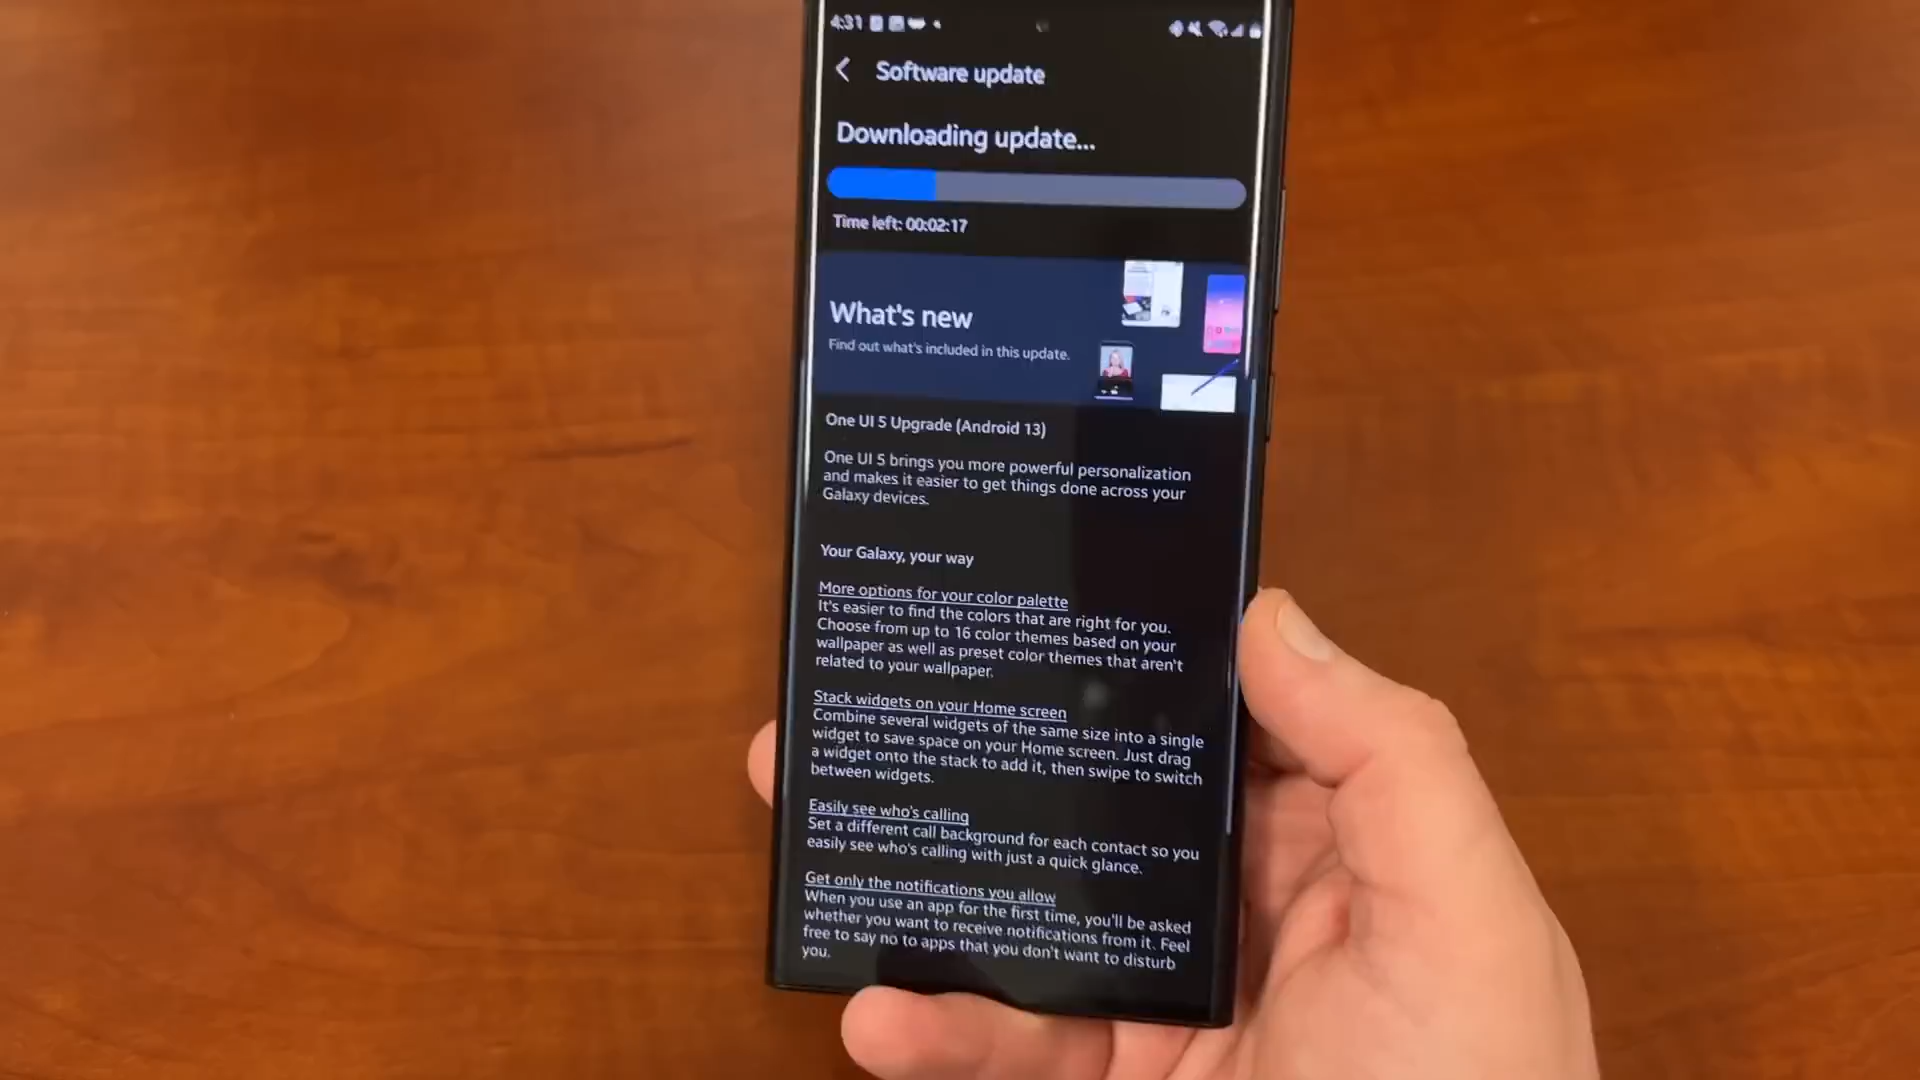 4:31
Software update
Downloading update...
Time left: 00:02:17
What's new
Find out what's included in this update.
One UI 5 Upgrade (Android 13)
One UI 5 brings you more powerful personalization
and makes it easier to get things done across your
Galaxy devices.
Your Galaxy, your way
More options for your color palette
It's easier to find the colors that are right for you.
Choose from up to 16 color themes based on your
wallpaper as well as preset color themes that aren't
related to your wallpaper.
Stack widgets on your Home screen
Combine several widgets of the same size into a single
widget to save space on your Home screen. Just drag
a widget onto the stack to add it, then swipe to switch
between widgets.
Easily see who's calling
Set a different call background for each contact so you
easily see who's calling with just a quick glance.
Get only the notifications you allow
When you use an app for the first time, you'll be asked
whether you want to receive notifications from it. Feel
free to say no to apps that you don't want to disturb
you.